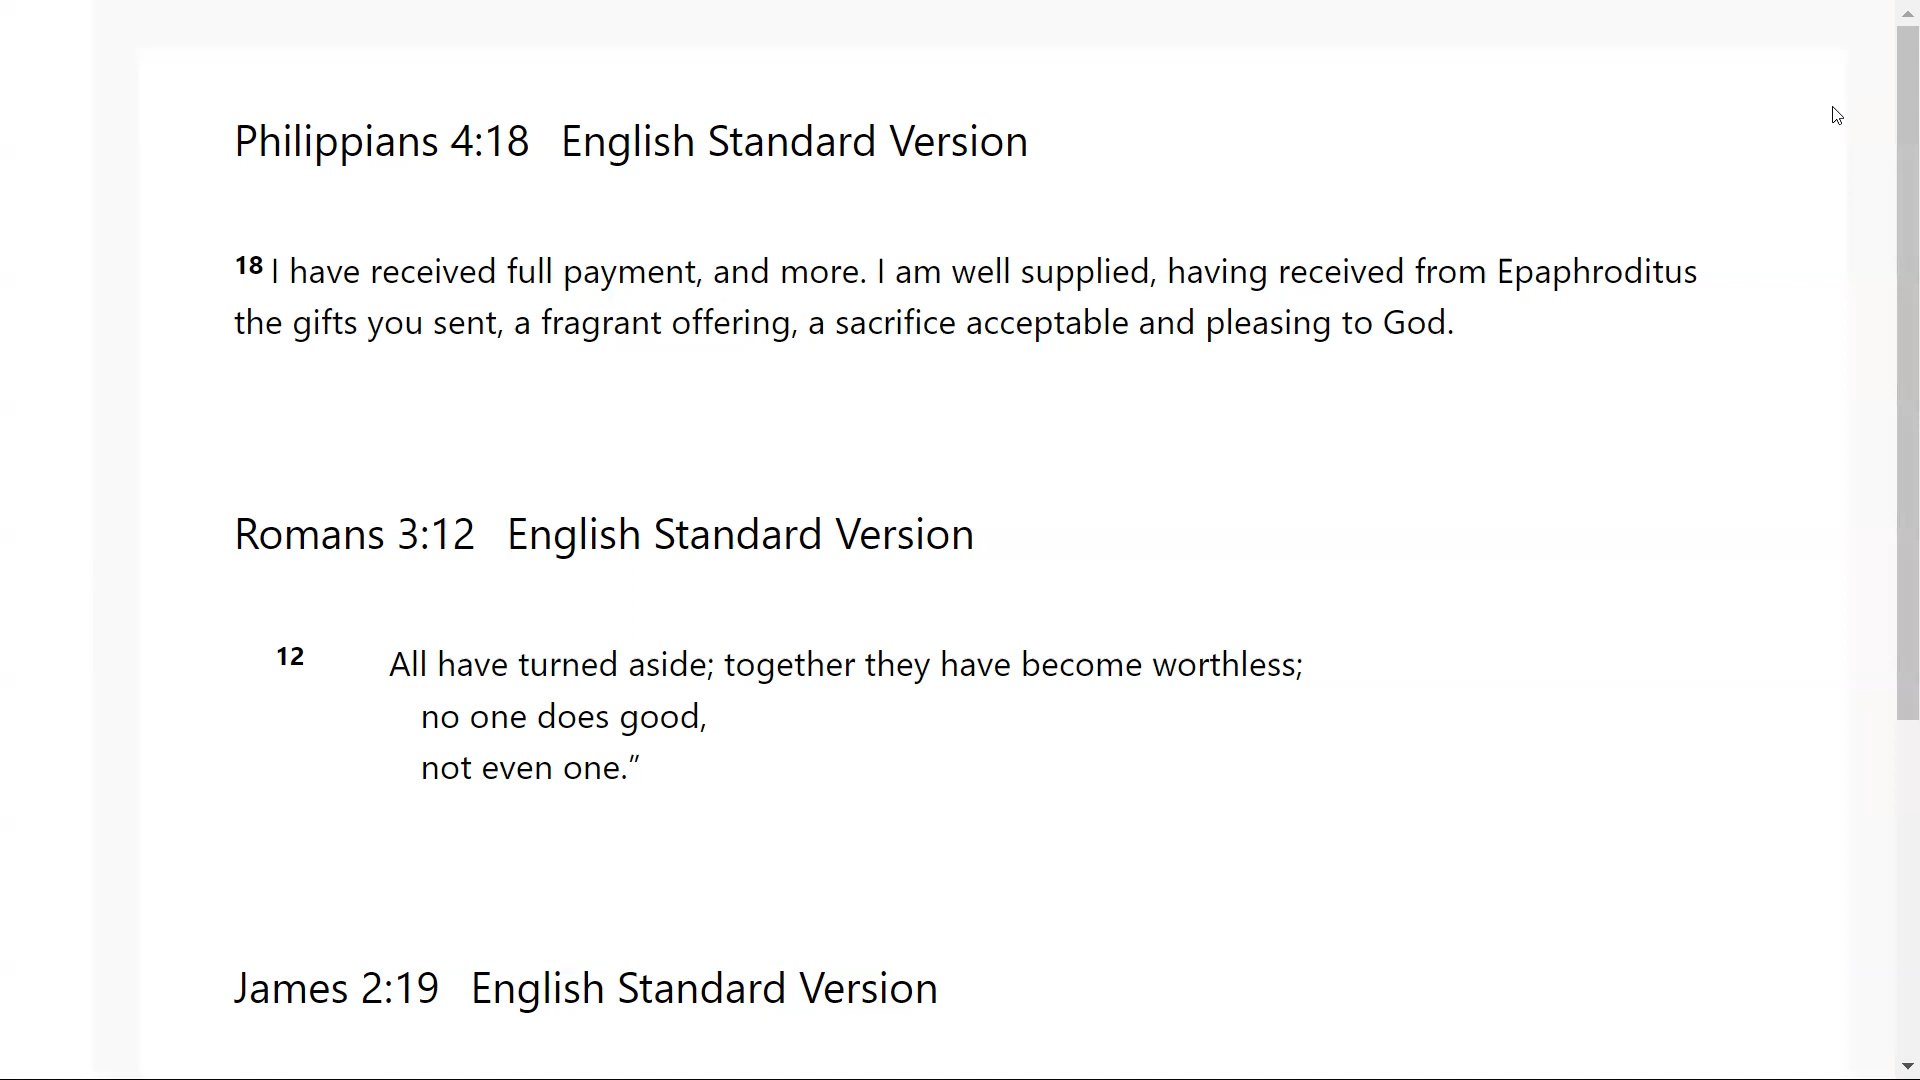 Philippians 4:18 English Standard Version
18 I have received full payment, and more. I am well supplied, having received from Epaphroditus
the gifts you sent, a fragrant offering, a sacrifice acceptable and pleasing to God.
Romans 3:12 English Standard Version
12 All have turned aside; together they have become worthless;
no one does good,
not even one.”
James 2:19 English Standard Version